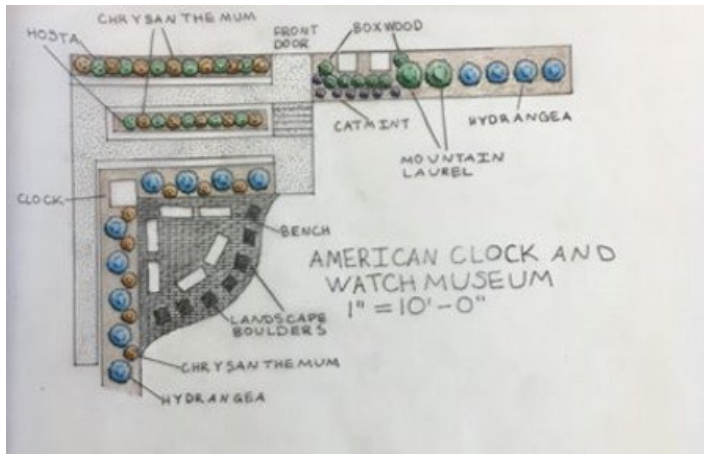 CHRYSANTHEMUM
HOSTA
FRONT
DOOR
BOXWOOD
CATMINT
HYDRANGEA
MOUNTAIN
LAUREL
CLOCK
BENCH
AMERICAN CLOCK AND
WATCH MUSEUM
1" = 10'-0"
LANDSCAPE
BOULDERS
CHRYSANTHEMUM
HYDRANGEA